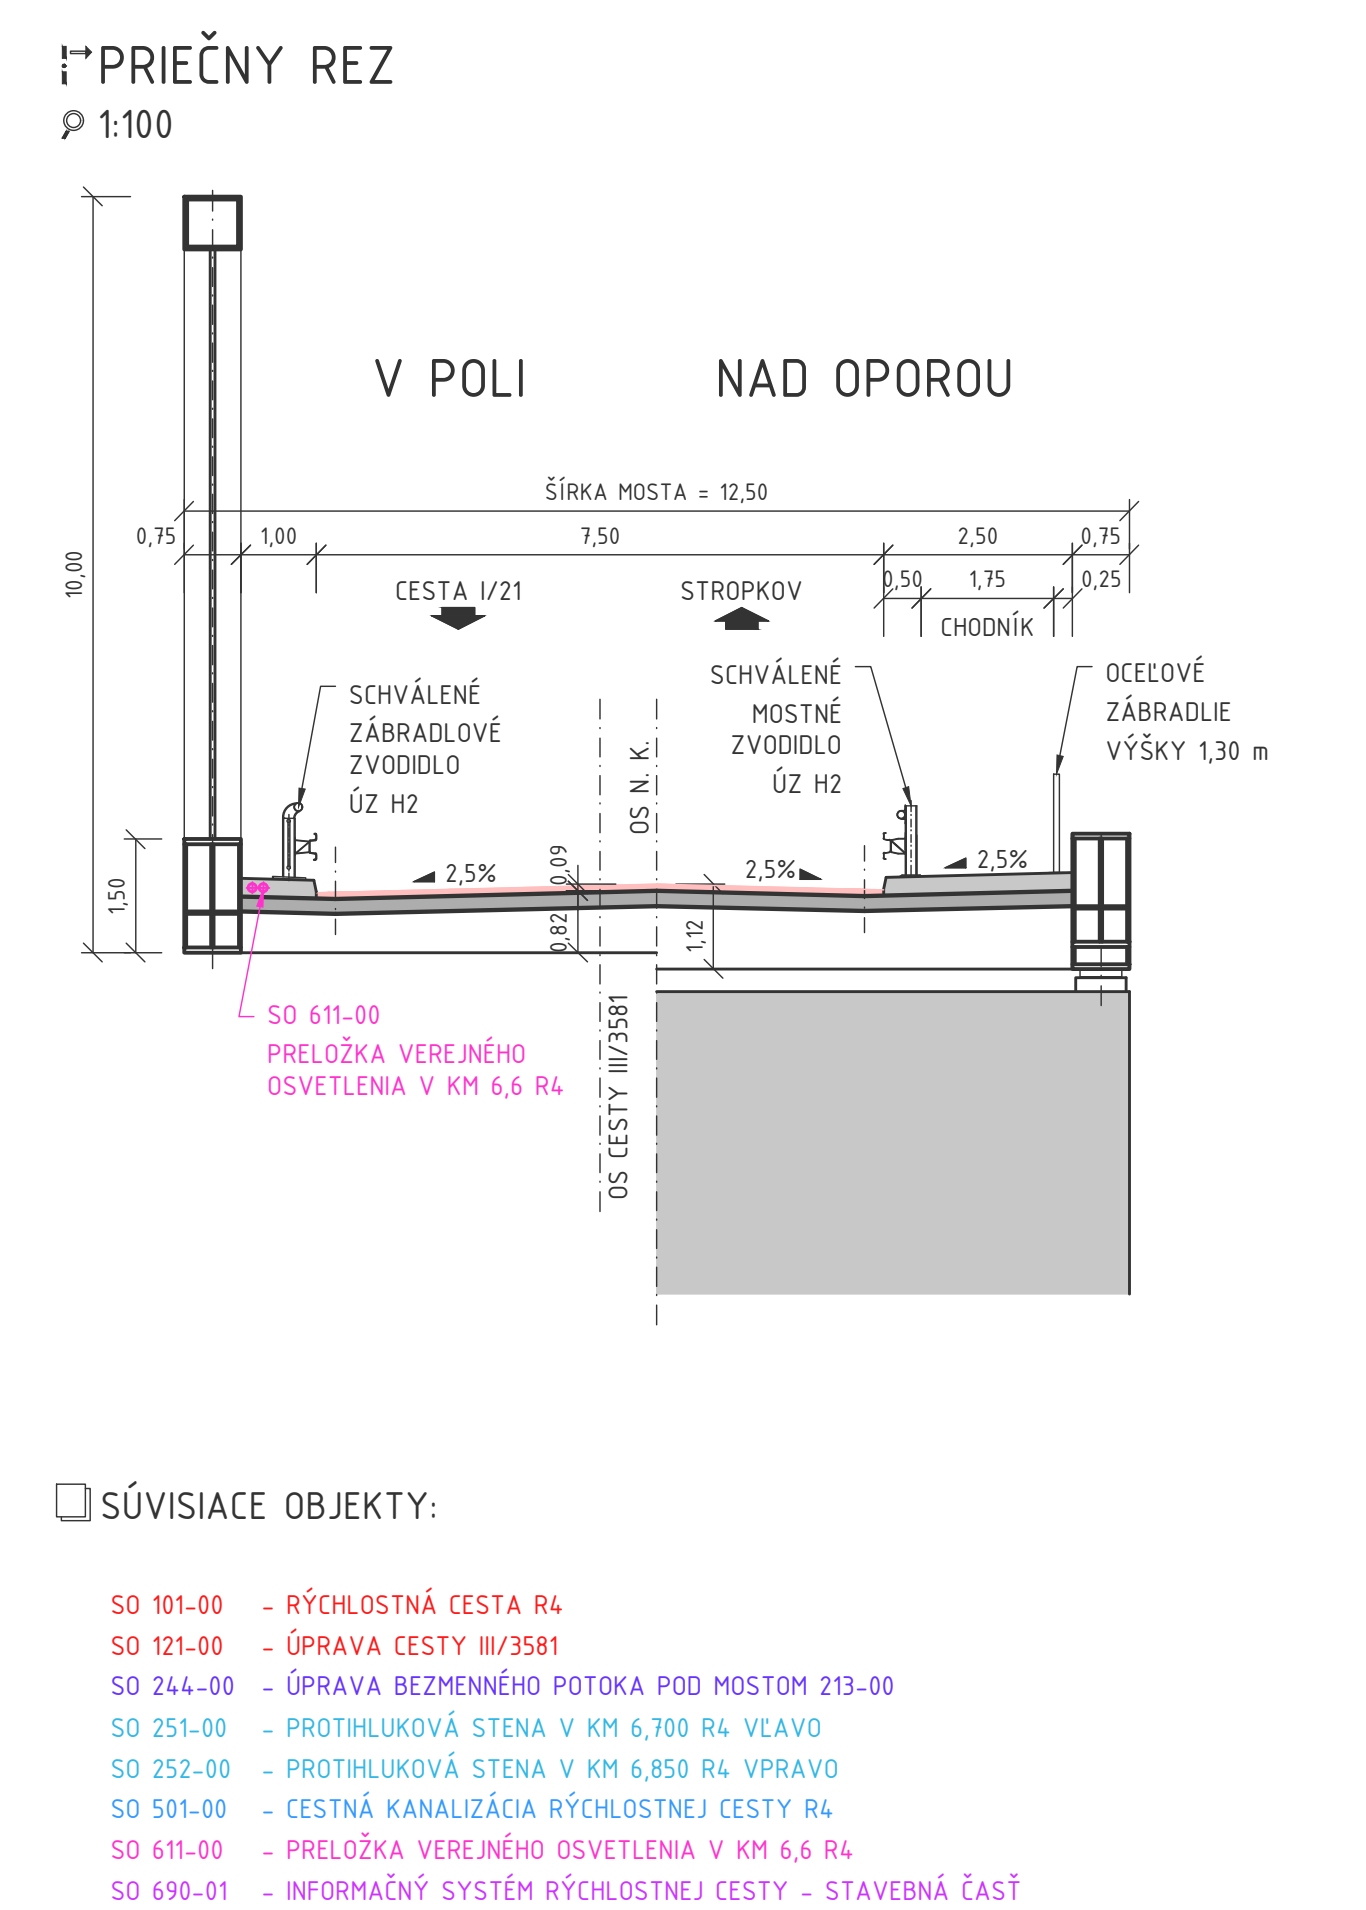 PRIEČNY REZ
1:100
V POLI
NAD OPOROU
ŠÍRKA MOSTA = 12,50
0,75
1,00
7,50
2,50
0,75
10,00
CESTA I/21
STROPKOV
0,50
1,75
0,25
CHODNÍK
SCHVÁLENÉ
ZÁBRADLOVÉ
ZVODIDLO
ÚZ H2
SCHVÁLENÉ
MOSTNÉ
ZVODIDLO
ÚZ H2
OCEĽOVÉ
ZÁBRADLIE
VÝŠKY 1,30 m
OS N. K.
1,50
2,5%
0,09
2,5%
2,5%
0,82
1,12
SO 611-00
PRELOŽKA VEREJNÉHO
OSVETLENIA V KM 6,6 R4
OS CESTY III/3581
SÚVISIACE OBJEKTY:
SO 101-00 - RÝCHLOSTNÁ CESTA R4
SO 121-00 - ÚPRAVA CESTY III/3581
SO 244-00 - ÚPRAVA BEZMENNÉHO POTOKA POD MOSTOM 213-00
SO 251-00 - PROTIHLUKOVÁ STENA V KM 6,700 R4 VĽAVO
SO 252-00 - PROTIHLUKOVÁ STENA V KM 6,850 R4 VPRAVO
SO 501-00 - CESTNÁ KANALIZÁCIA RÝCHLOSTNEJ CESTY R4
SO 611-00 - PRELOŽKA VEREJNÉHO OSVETLENIA V KM 6,6 R4
SO 690-01 - INFORMAČNÝ SYSTÉM RÝCHLOSTNEJ CESTY - STAVEBNÁ ČASŤ